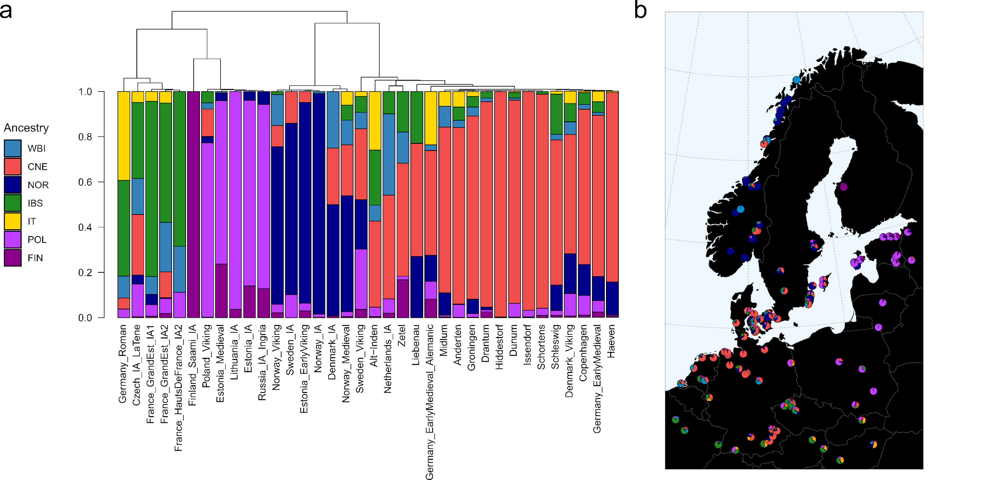 a
b
Ancestry
WBI
CNE
NOR
IBS
IT
POL
FIN
1.0
0.8
0.6
0.4
0.2
0.0
Germany_Roman
Czech_IA_LaTene
France_GrandEst_IA1
France_GrandEst_IA2
France_HautsDeFrance_IA2
Finland_Saami_IA
Poland_Viking
Estonia_Medieval
Lithuania_IA
Estonia_IA
Russia_IA_Ingria
Norway_Viking
Sweden_IA
Estonia_EarlyViking
Norway_IA
Denmark_IA
Norway_Medieval
Sweden_Viking
Alt-Inden
Netherlands_IA
Zetel
Liebenau
Germany_EarlyMedieval_Alemanic
Midlum
Anderten
Groningen
Drantum
Hiddestorf
Dunum
Issendorf
Schortens
Schleswig
Denmark_Viking
Copenhagen
Germany_EarlyMedieval
Haeven